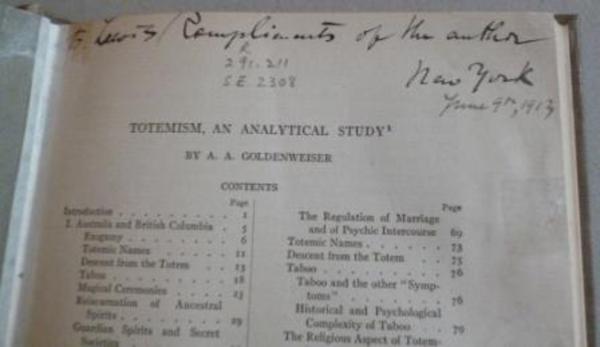 Lewis / Compliments of the author
New York
June 9th, 1913
R
291.211
SE 2308
TOTEMISM, AN ANALYTICAL STUDY¹
BY A. A. GOLDENWEISER
CONTENTS
Page
Introduction . . . . . . . . . 1
I. Australia and British Columbia . 5
Exogamy . . . . . . . . . 6
Totemic Names . . . . . . 11
Descent from the Totem . . . 13
Taboo . . . . . . . . . . 18
Magical Ceremonies . . . . 23
Reincarnation of Ancestral
Spirits . . . . . . . . . 29
Guardian Spirits and Secret
Societies
Page
The Regulation of Marriage
and of Psychic Intercourse 69
Totemic Names . . . . . . 73
Descent from the Totem . . 75
Taboo . . . . . . . . . . 76
Taboo and the other "Symp-
toms" . . . . . . . . . 76
Historical and Psychological
Complexity of Taboo . . 79
The Religious Aspect of Totem-